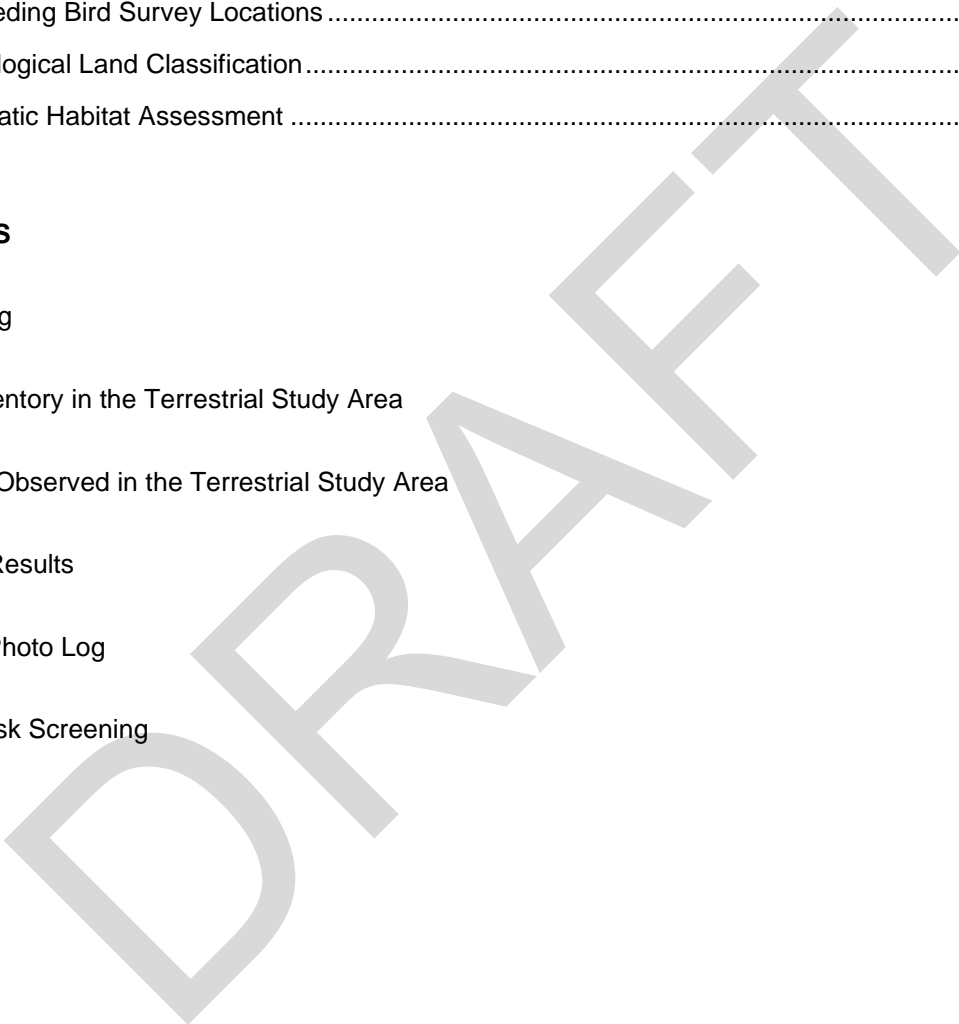 eding Bird Survey Locations
logical Land Classification
atic Habitat Assessment
S
g
entory in the Terrestrial Study Area
Observed in the Terrestrial Study Area
Results
Photo Log
sk Screening
DRAFT